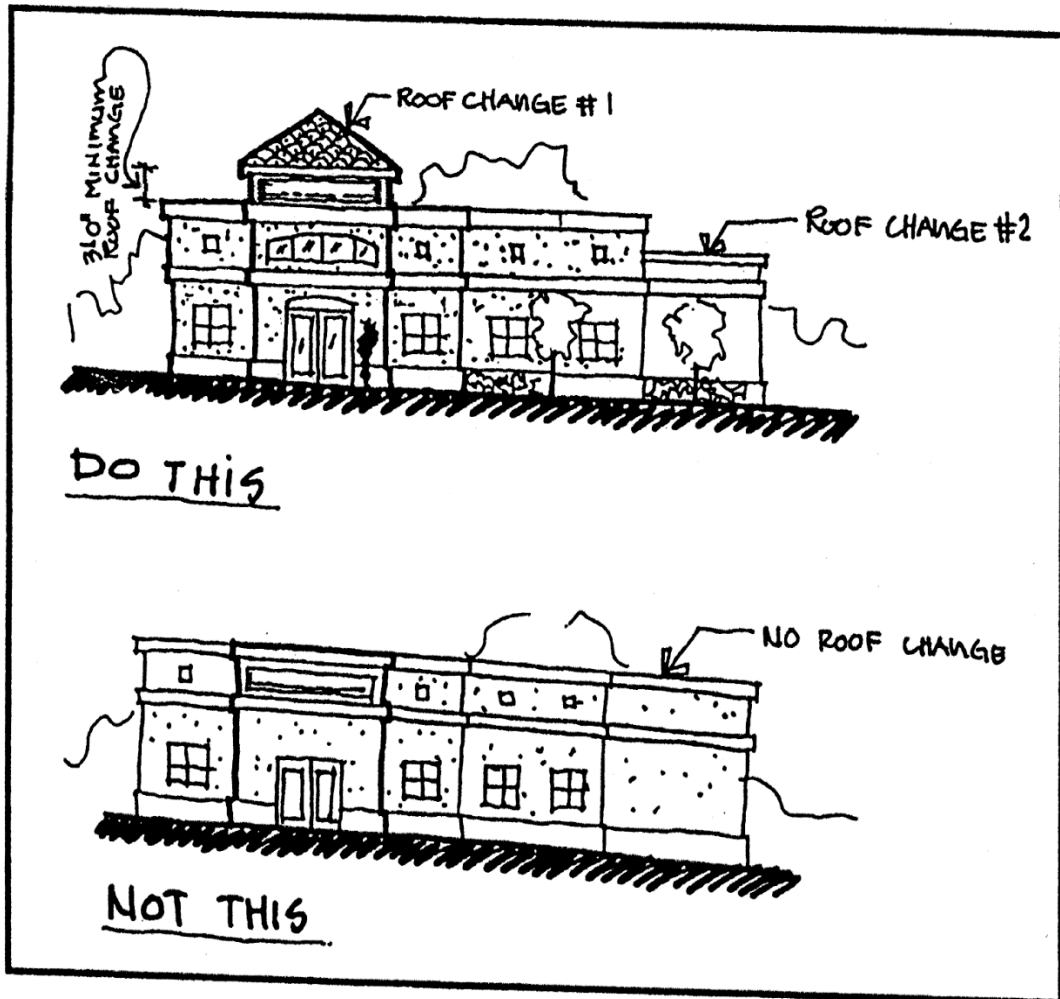 3'0" MINIMUM
ROOF CHANGE
ROOF CHANGE #1
ROOF CHANGE #2
DO THIS
NO ROOF CHANGE
NOT THIS